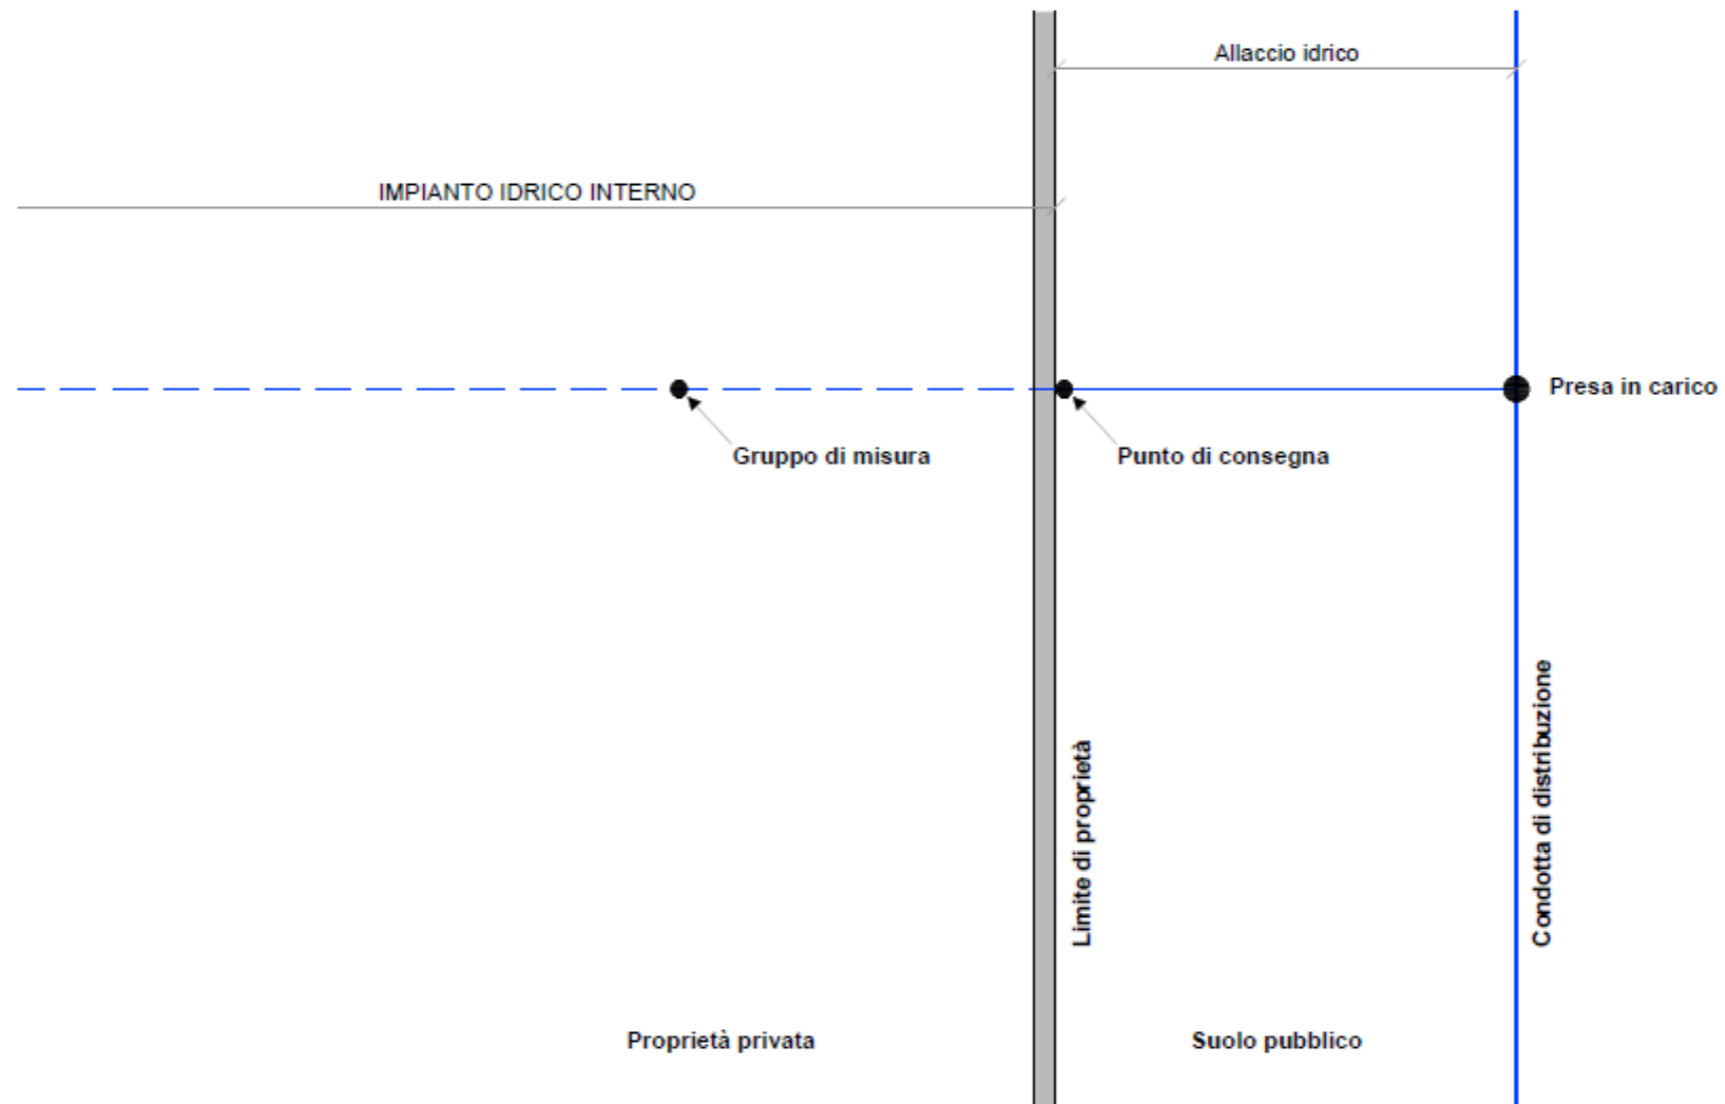 Allaccio idrico
IMPIANTO IDRICO INTERNO
Presa in carico
Gruppo di misura
Punto di consegna
Limite di proprietà
Condotta di distribuzione
Proprietà privata
Suolo pubblico